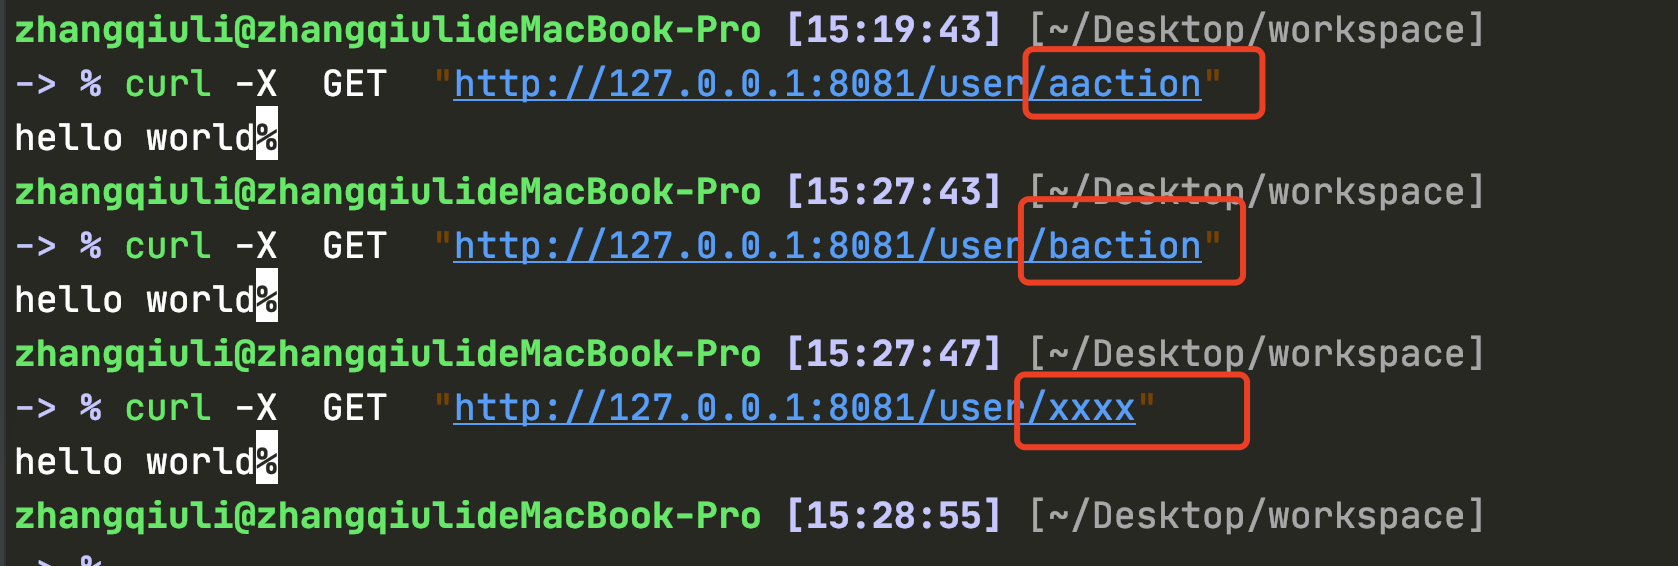 zhangqiuli@zhangqiulideMacBook-Pro [15:19:43] [~/Desktop/workspace]
-> % curl -X  GET  "http://127.0.0.1:8081/user/aaction"
hello world%
zhangqiuli@zhangqiulideMacBook-Pro [15:27:43] [~/Desktop/workspace]
-> % curl -X  GET  "http://127.0.0.1:8081/user/baction"
hello world%
zhangqiuli@zhangqiulideMacBook-Pro [15:27:47] [~/Desktop/workspace]
-> % curl -X  GET  "http://127.0.0.1:8081/user/xxxx"
hello world%
zhangqiuli@zhangqiulideMacBook-Pro [15:28:55] [~/Desktop/workspace]
-> %